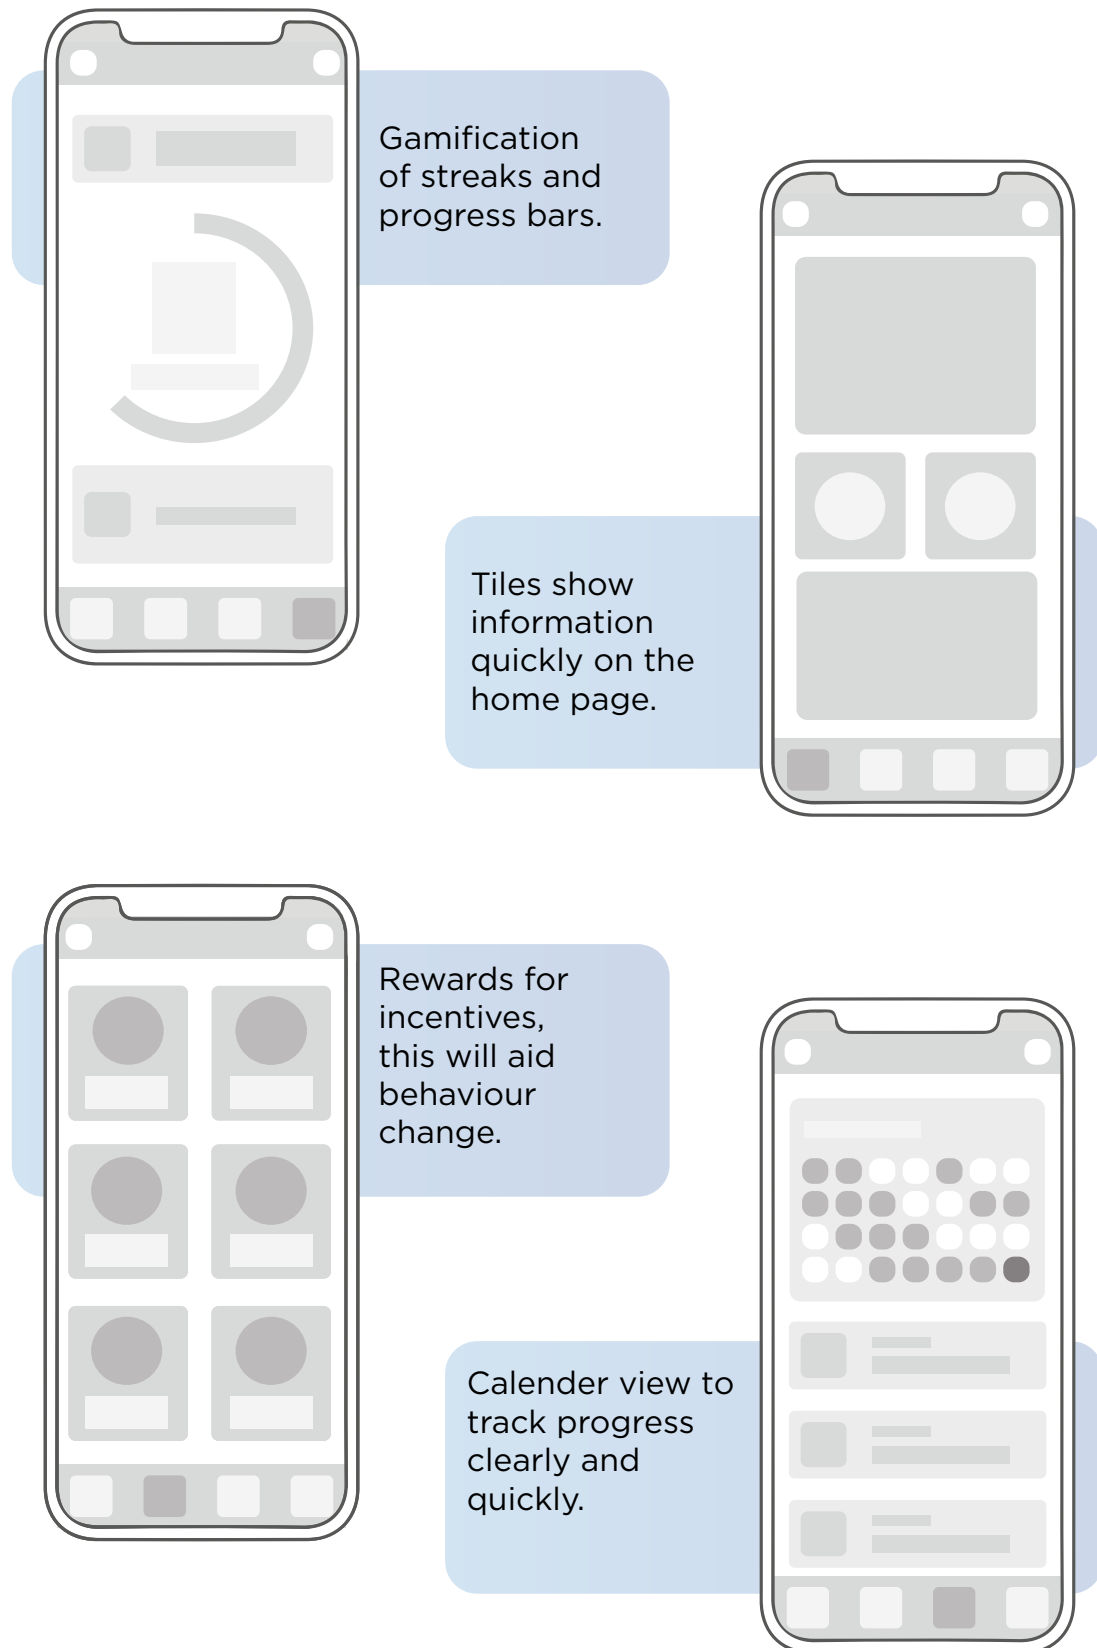 Gamification
of streaks and
progress bars.
Tiles show
information
quickly on the
home page.
Rewards for
incentives,
this will aid
behaviour
change.
Calender view to
track progress
clearly and
quickly.